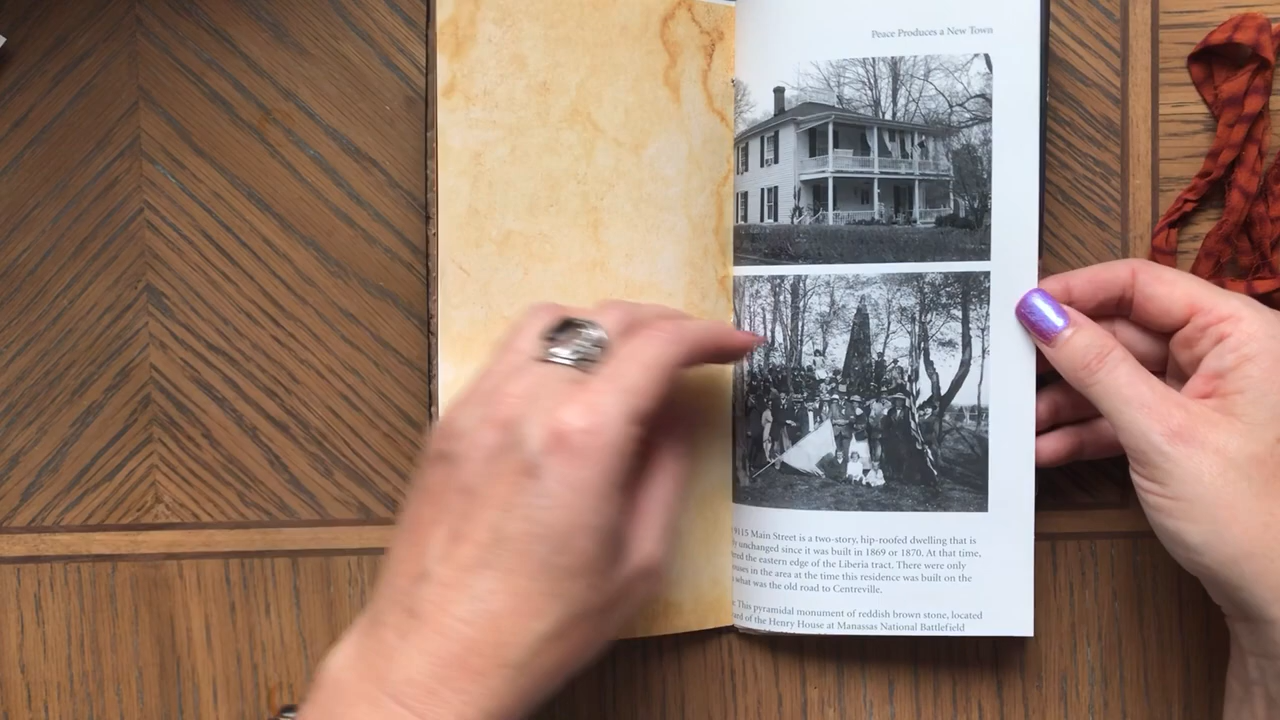 Peace Produces a New Town
9115 Main Street is a two-story, hip-roofed dwelling that is
unchanged since it was built in 1869 or 1870. At that time,
the eastern edge of the Liberia tract. There were only
in the area at the time this residence was built on the
what was the old road to Centreville.
This pyramidal monument of reddish brown stone, located
of the Henry House at Manassas National Battlefield